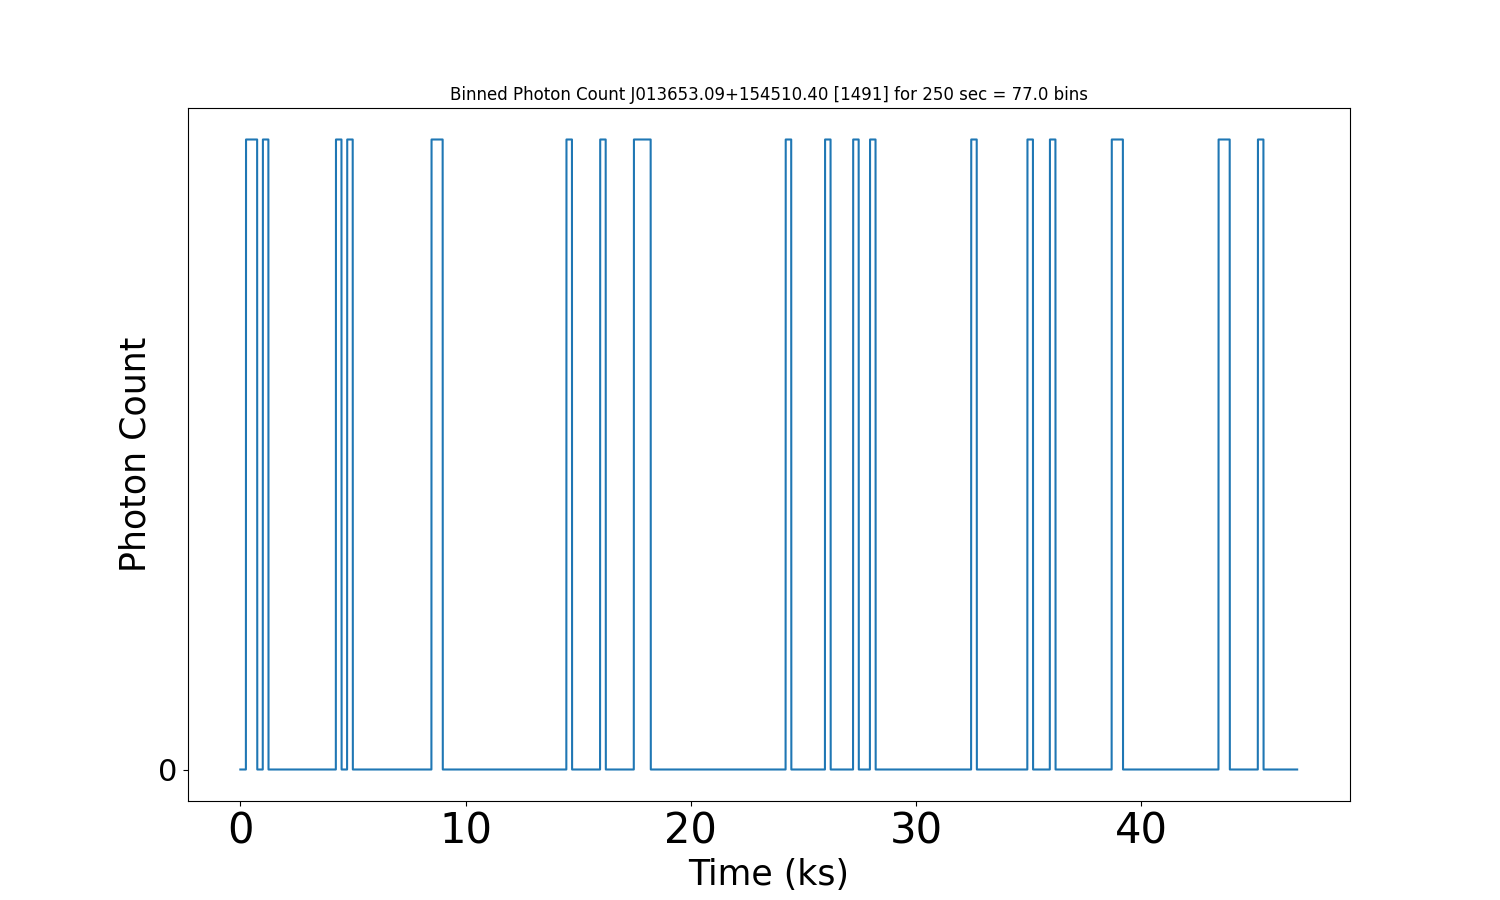 Binned Photon Count J013653.09+154510.40 [1491] for 250 sec = 77.0 bins
Photon Count
0
0 10 20 30 40
Time (ks)